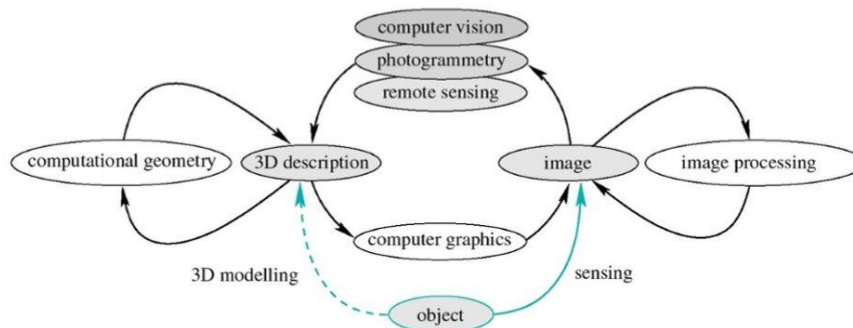 computer vision
photogrammetry
remote sensing
computational geometry
3D description
image
image processing
computer graphics
3D modelling
sensing
object